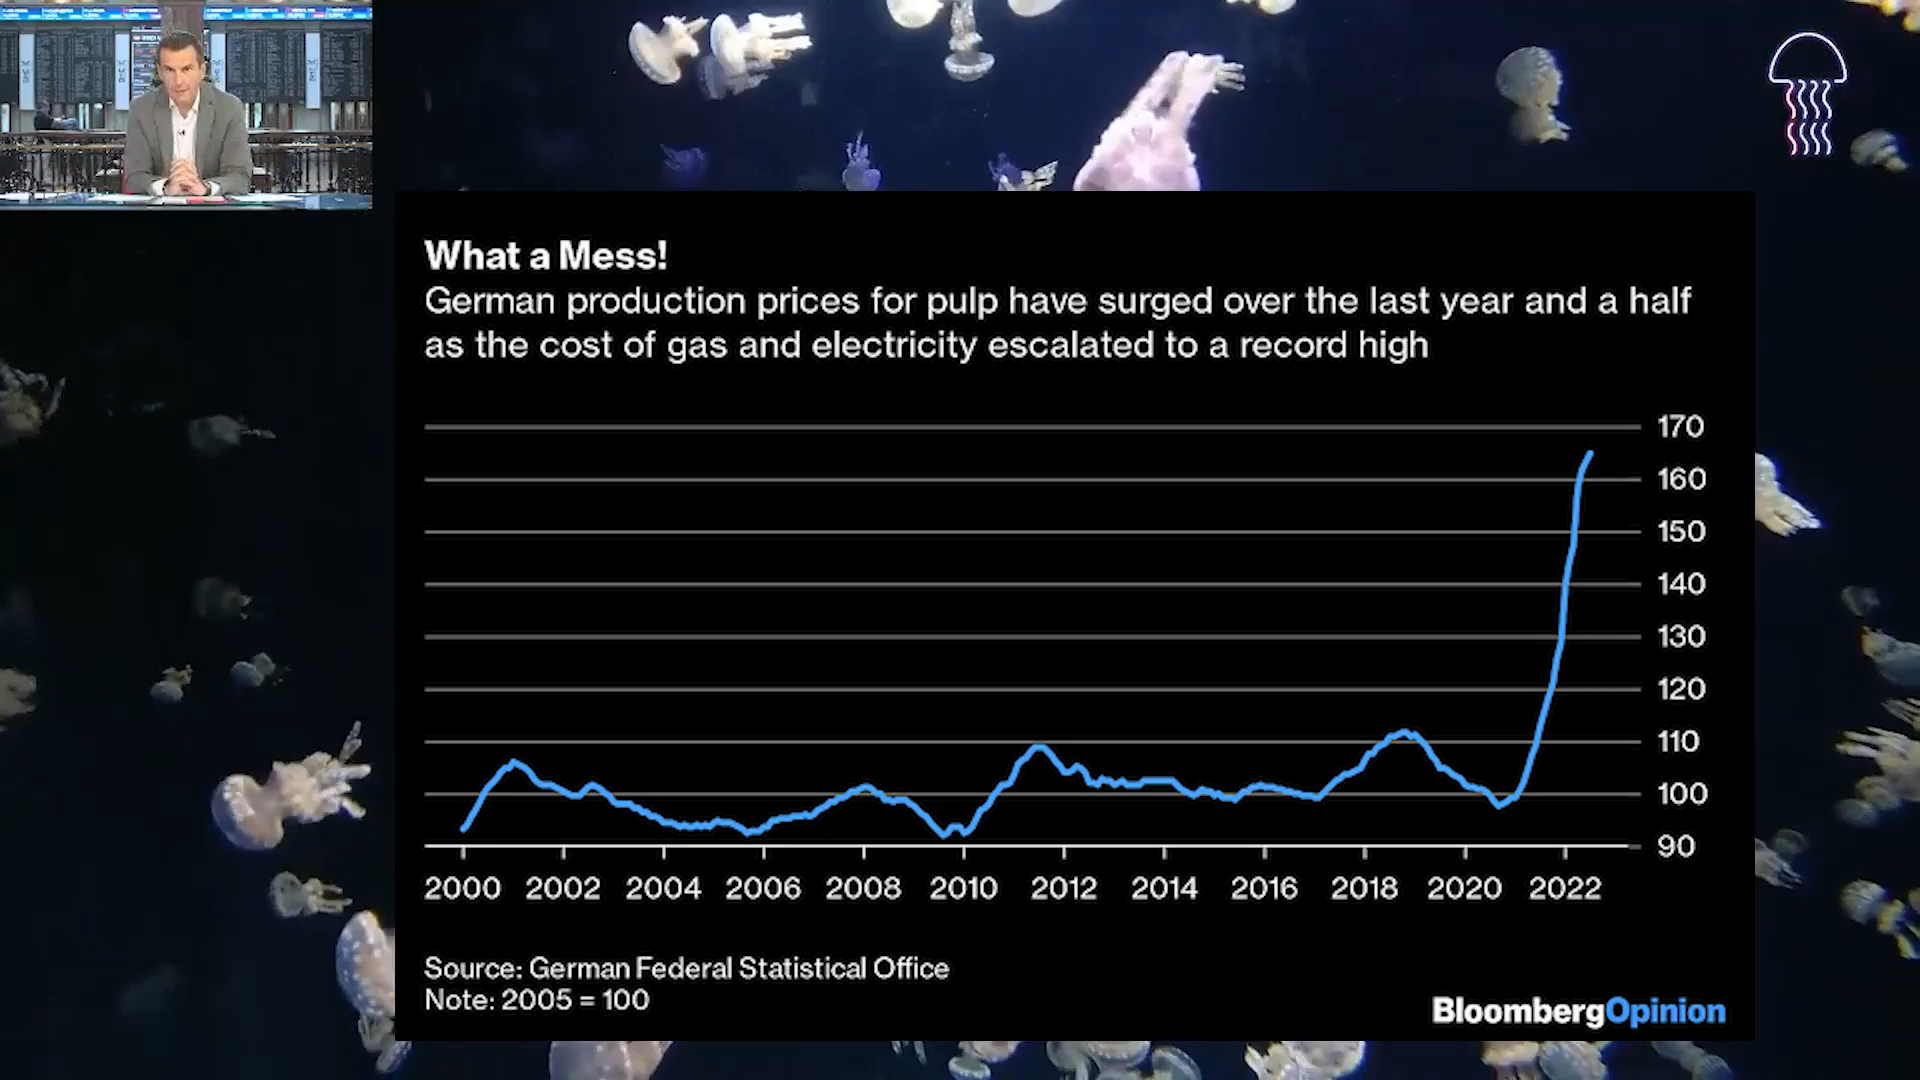 What a Mess!
German production prices for pulp have surged over the last year and a half
as the cost of gas and electricity escalated to a record high
170
160
150
140
130
120
110
100
90
2000 2002 2004 2006 2008 2010 2012 2014 2016 2018 2020 2022
Source: German Federal Statistical Office
Note: 2005 = 100
BloombergOpinion